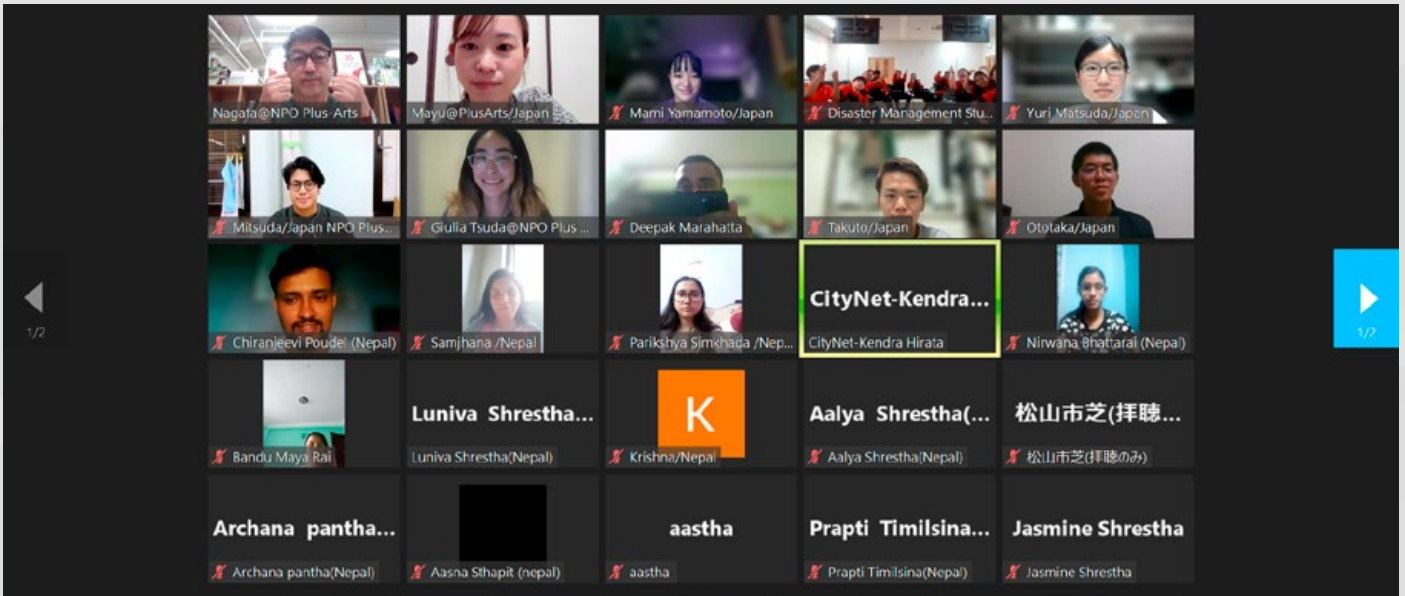 Nagata@NPO Plus-Arts
Mayu@PlusArts/Japan
Mami Yamamoto/Japan
Disaster Management Stu...
Yuri Matsuda/Japan
Mitsuda/Japan NPO Plus...
Giulia Tsuda@NPO Plus ...
Deepak Marahatta
Takuto/Japan
Ototaka/Japan
Chiranjeevi Poudel (Nepal)
Samjhana /Nepal
Parikshya Simkhada /Nep...
CityNet-Kendra...
CityNet-Kendra Hirata
Nirwana Bhattarai (Nepal)
1/2
1/2
Bandu Maya Rai
Luniva Shrestha...
Luniva Shrestha(Nepal)
K
Krishna/Nepal
Aalya Shrestha(...
Aalya Shrestha(Nepal)
松山市芝(拝聴...
松山市芝(拝聴のみ)
Archana pantha...
Archana pantha(Nepal)
Aasna Sthapit (nepal)
aastha
aastha
Prapti Timilsina...
Prapti Timilsina(Nepal)
Jasmine Shrestha
Jasmine Shrestha